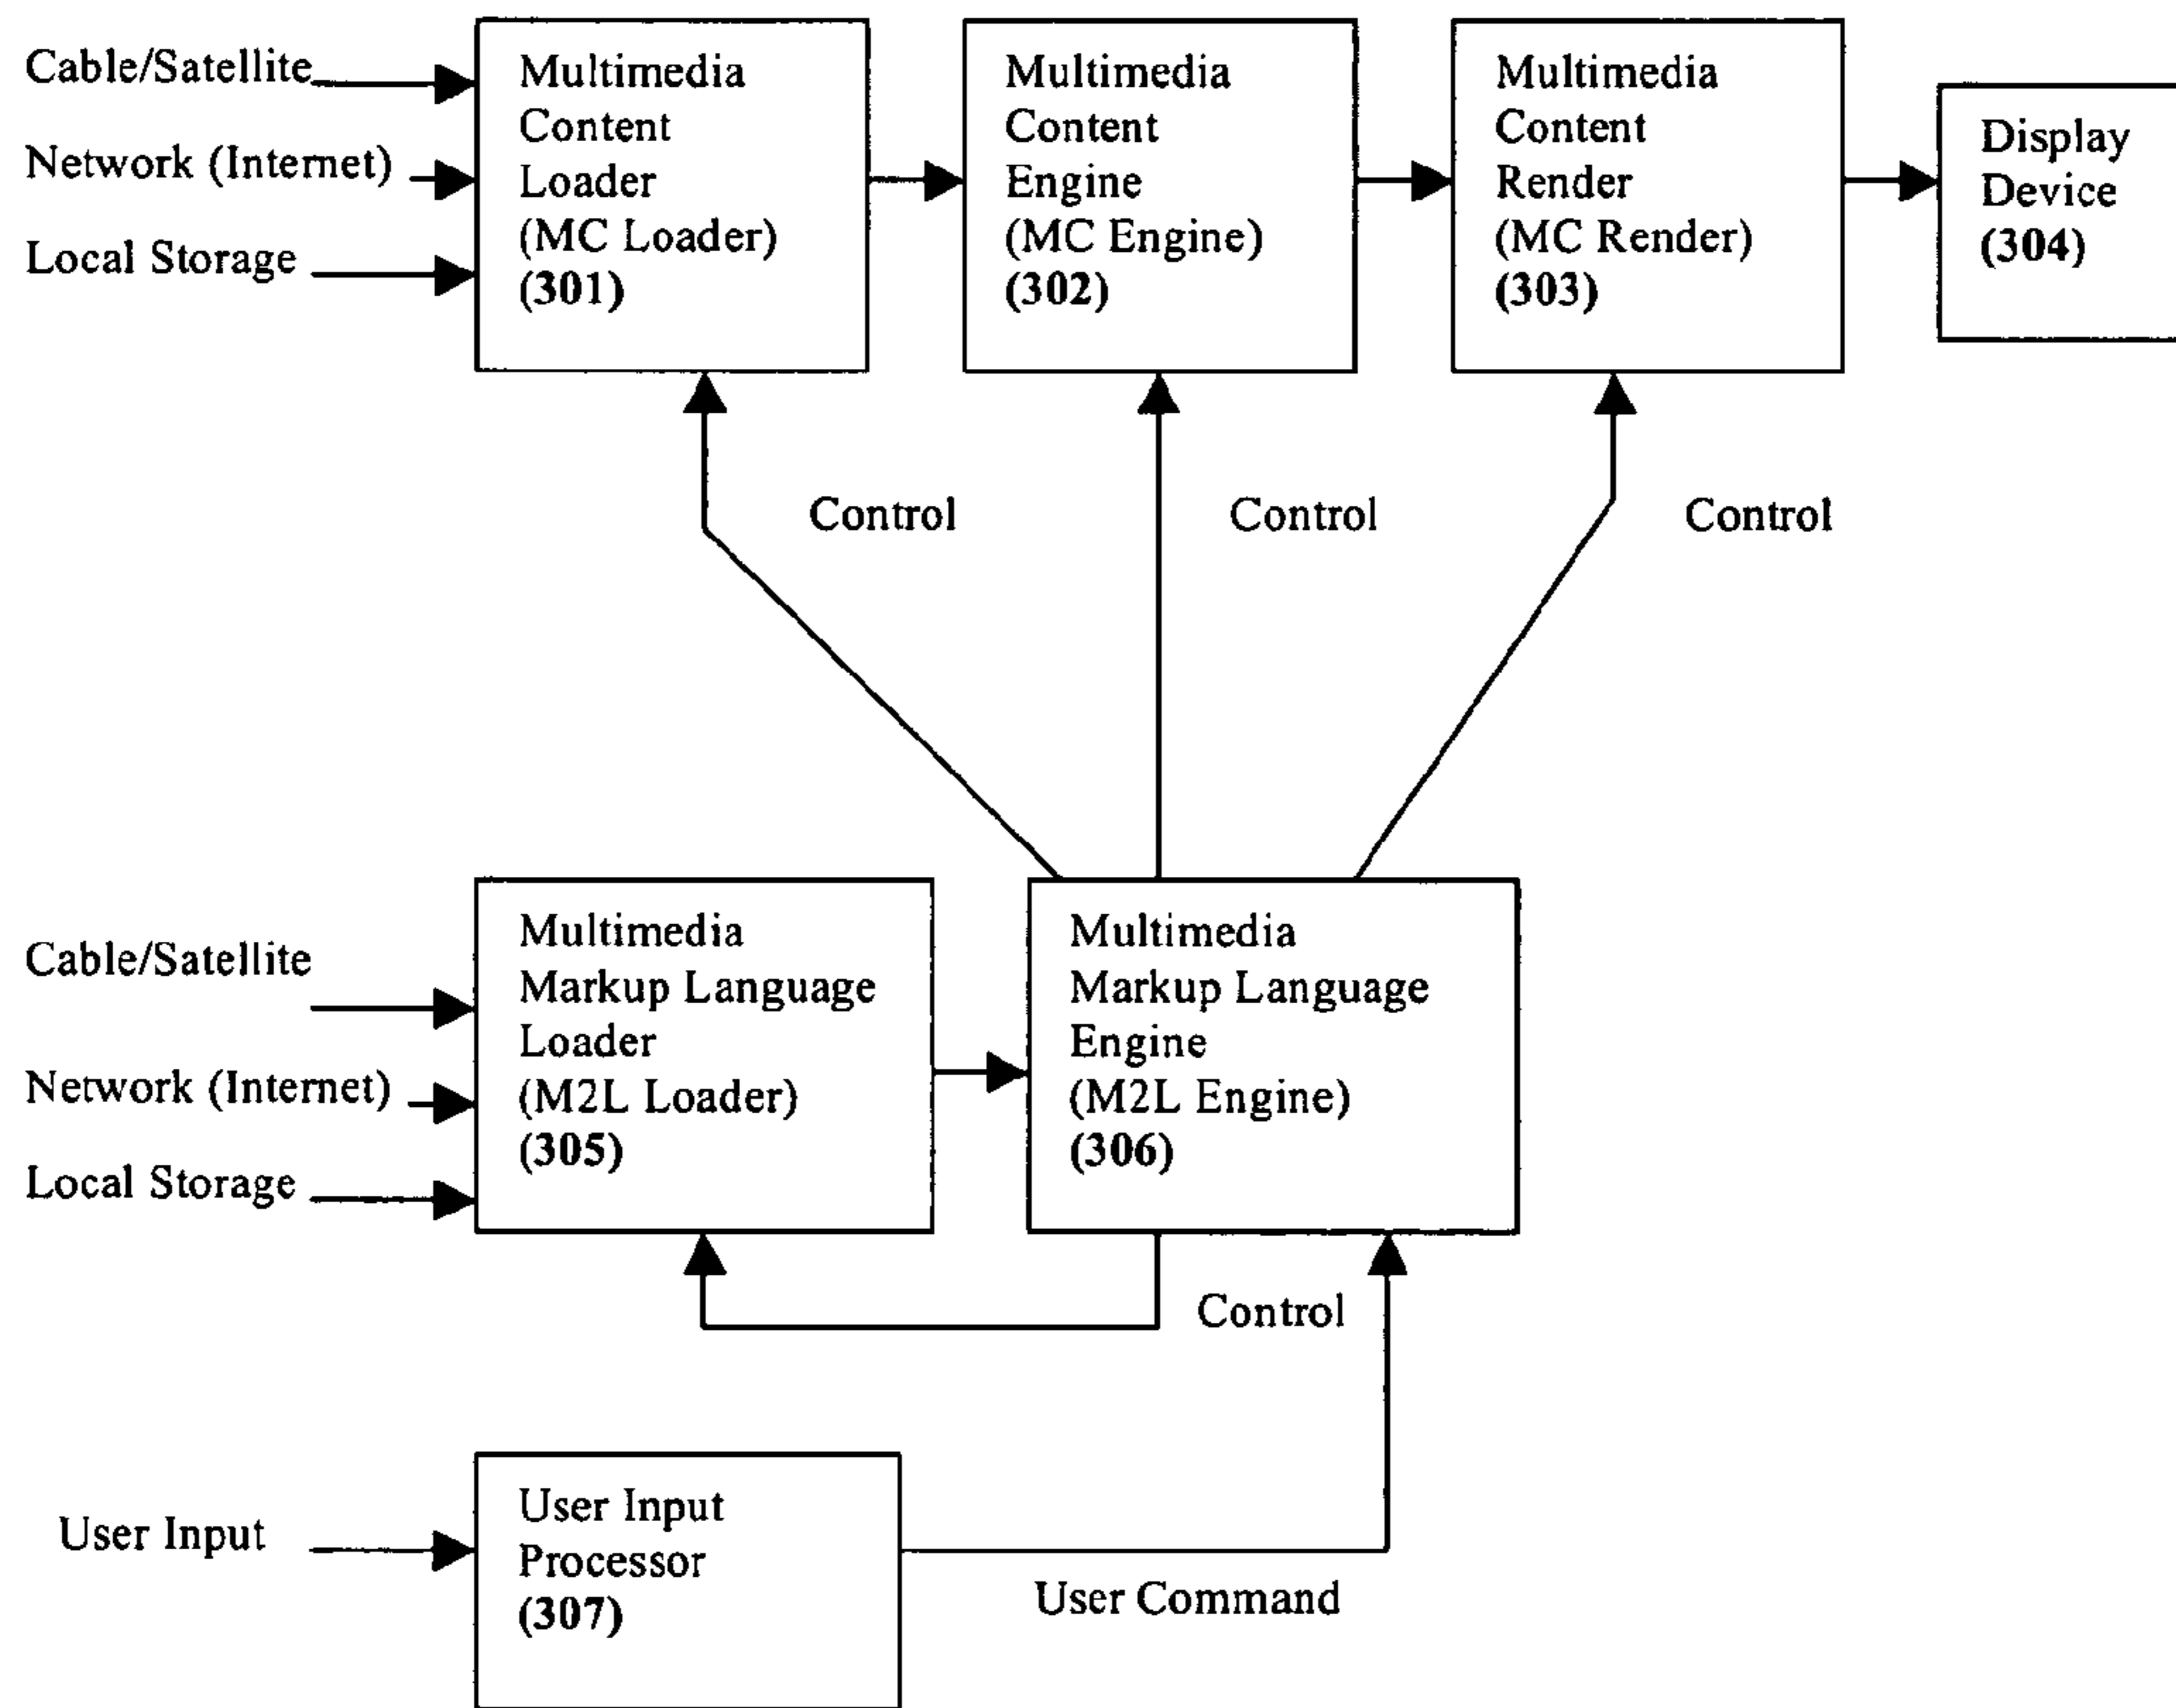 Cable/Satellite
Network (Internet)
Local Storage
Multimedia
Content
Loader
(MC Loader)
(301)
Multimedia
Content
Engine
(MC Engine)
(302)
Multimedia
Content
Render
(MC Render)
(303)
Display
Device
(304)
Control
Control
Control
Cable/Satellite
Network (Internet)
Local Storage
Multimedia
Markup Language
Loader
(M2L Loader)
(305)
Multimedia
Markup Language
Engine
(M2L Engine)
(306)
Control
User Input
User Input
Processor
(307)
User Command